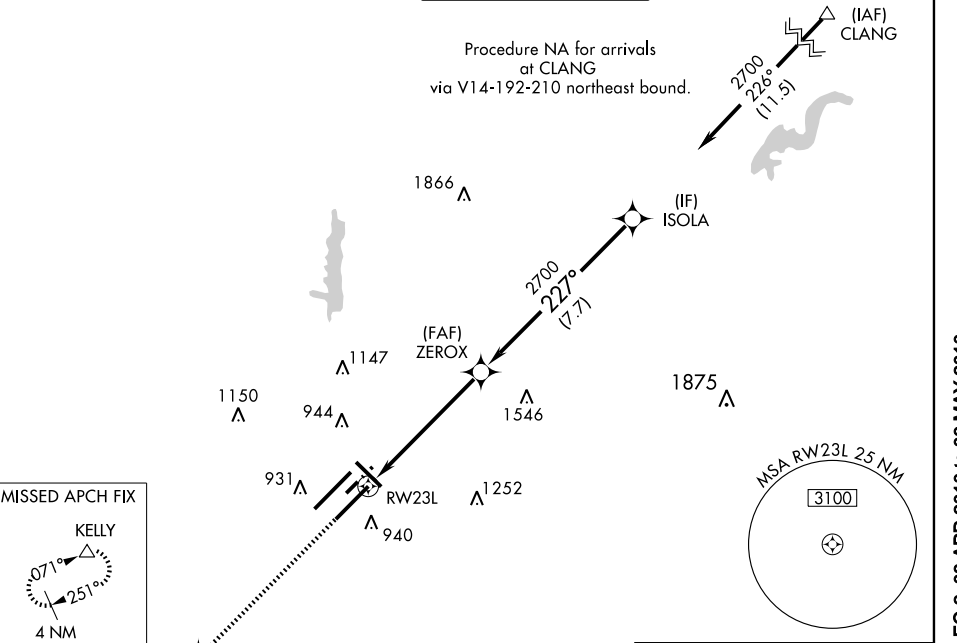 (IAF)
CLANG
Procedure NA for arrivals
at CLANG
via V14-192-210 northeast bound.
2700
226°
(11.5)
1866
(IF)
ISOLA
2700
227°
(7.7)
(FAF)
ZEROX
1147
1150
944
1546
1875
931
RW23L
1252
940
MISSED APCH FIX
KELLY
071°
251°
4 NM
MSA RW23L 25 NM
3100